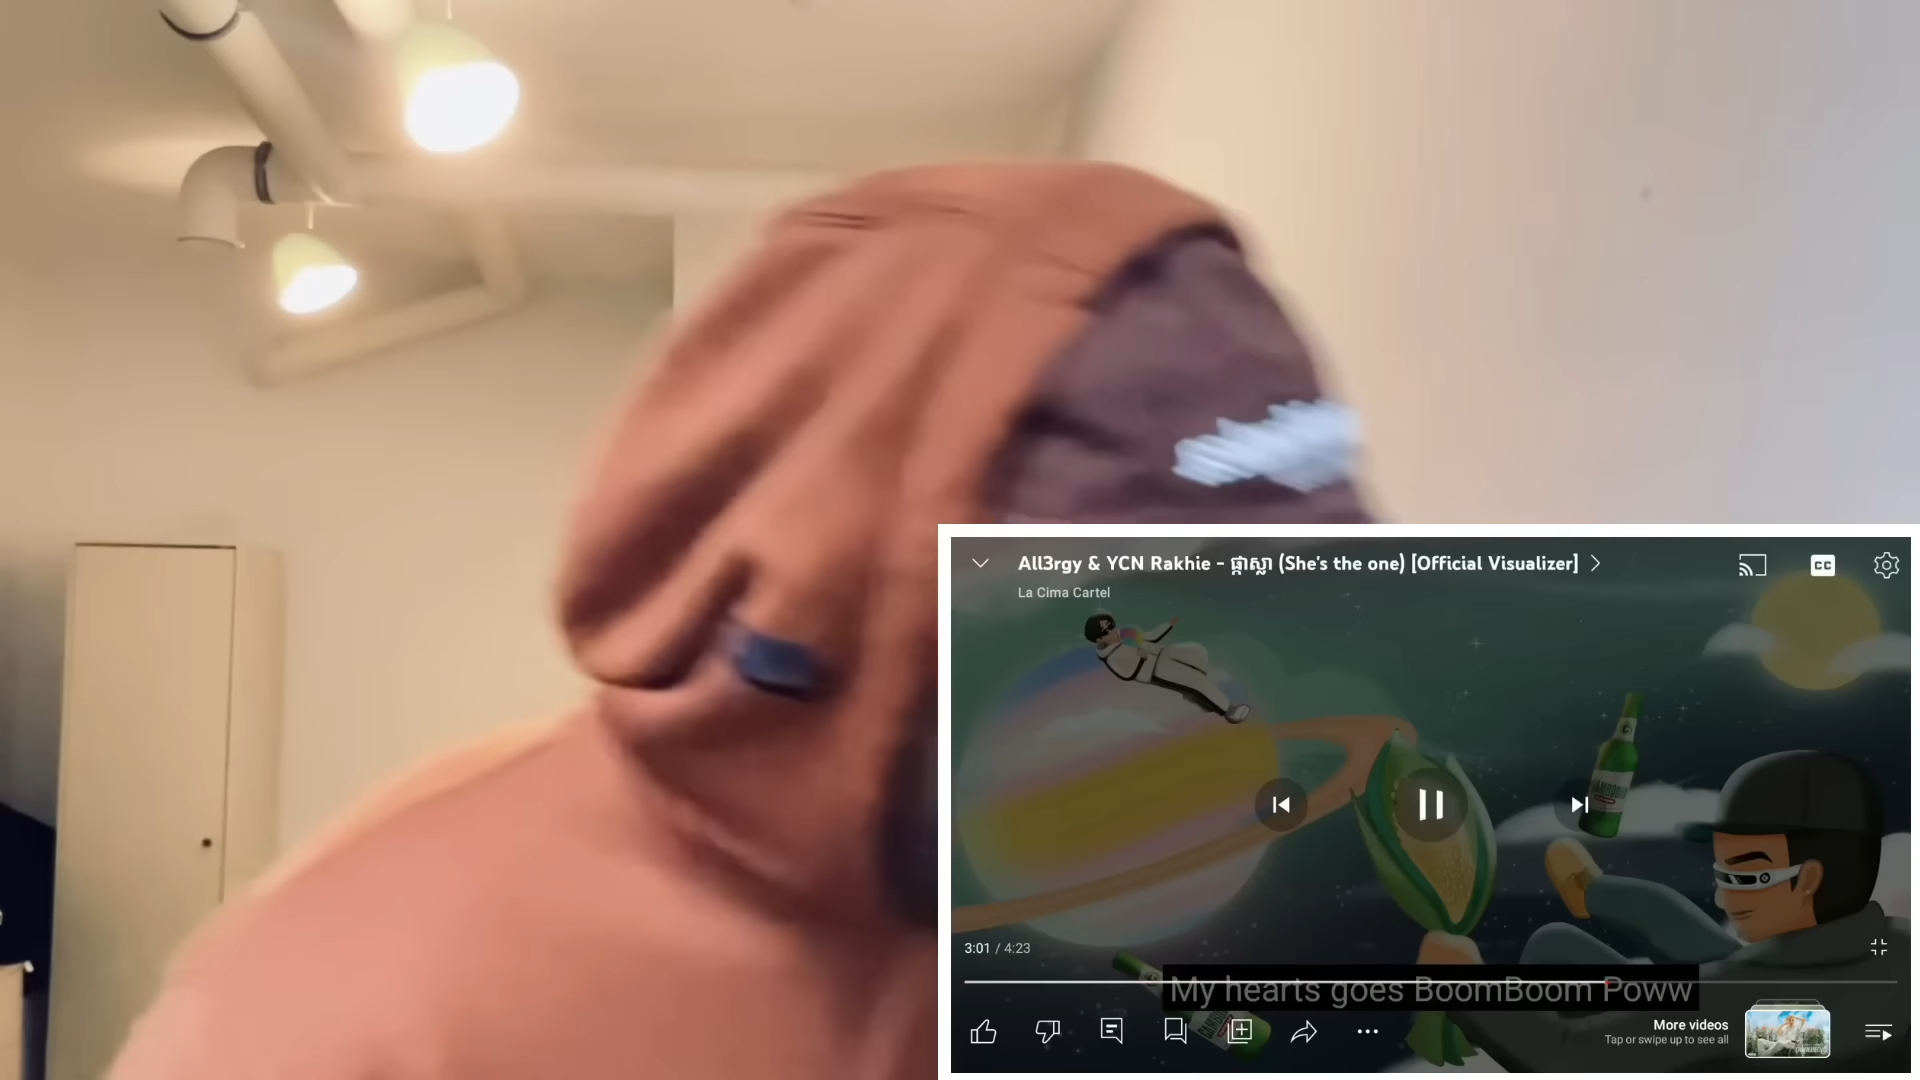 All3rgy & YCN Rakhie - ផ្កាស្លា (She's the one) [Official Visualizer]
CC
La Cima Cartel
3:01 / 4:23
My hearts goes BoomBoom Poww
More videos
Tap or swipe up to see all